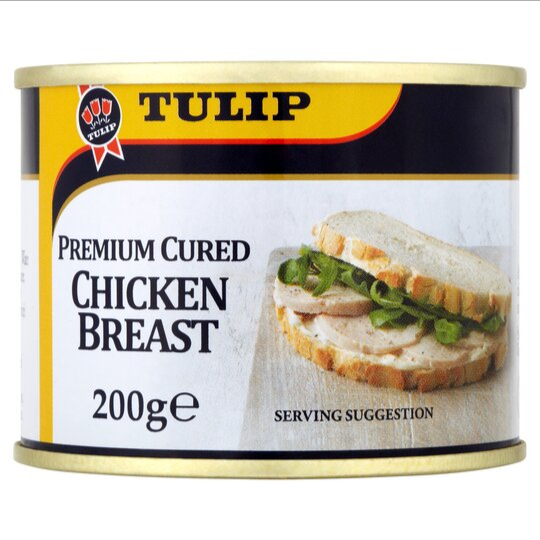 TULIP
TULIP
PREMIUM CURED
CHICKEN
BREAST
200g℮
SERVING SUGGESTION